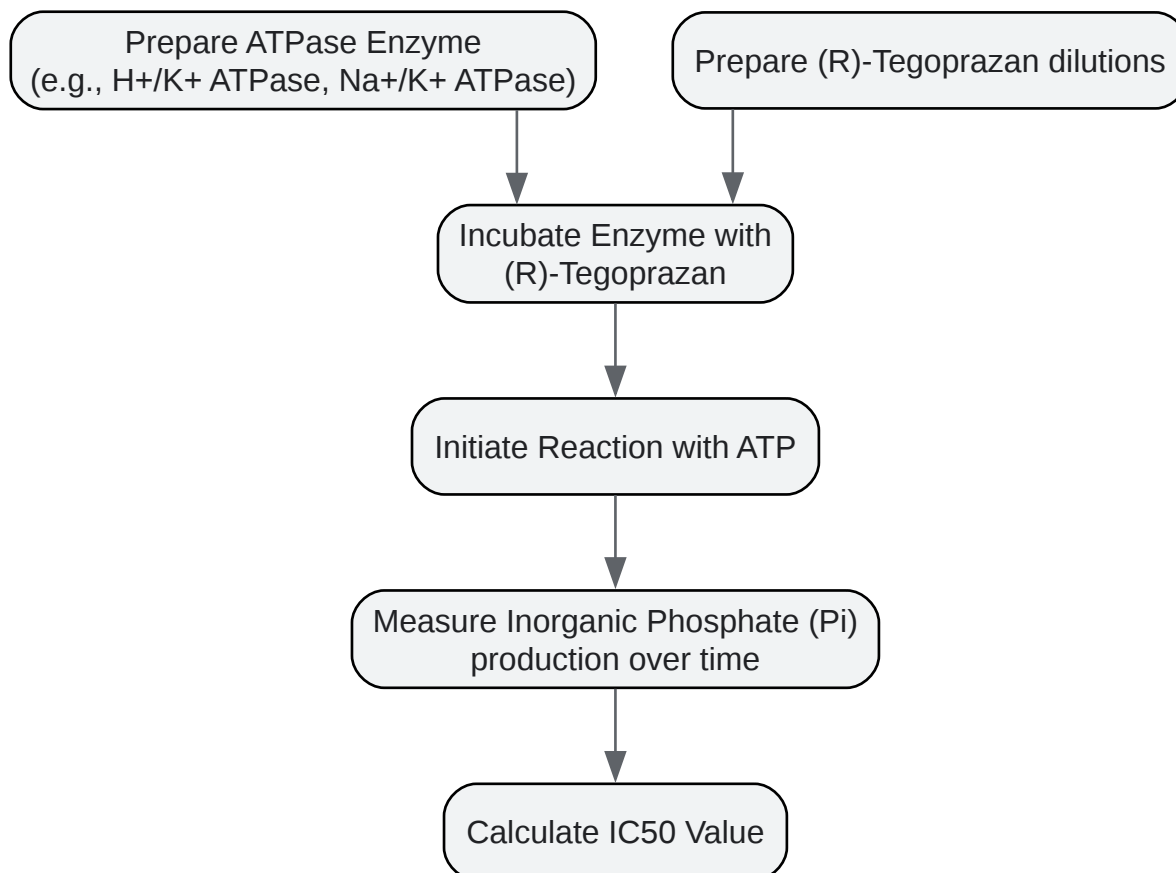 Prepare ATPase Enzyme
(e.g., H+/K+ ATPase, Na+/K+ ATPase)
Prepare (R)-Tegoprazan dilutions
Incubate Enzyme with
(R)-Tegoprazan
Initiate Reaction with ATP
Measure Inorganic Phosphate (Pi)
production over time
Calculate IC50 Value